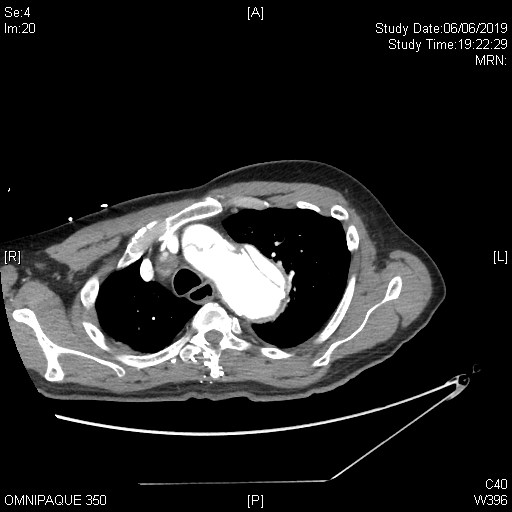 Se:4
Im:20
[A]
Study Date:06/06/2019
Study Time:19:22:29
MRN:
[R]
[L]
OMNIPAQUE 350
[P]
C40
W396